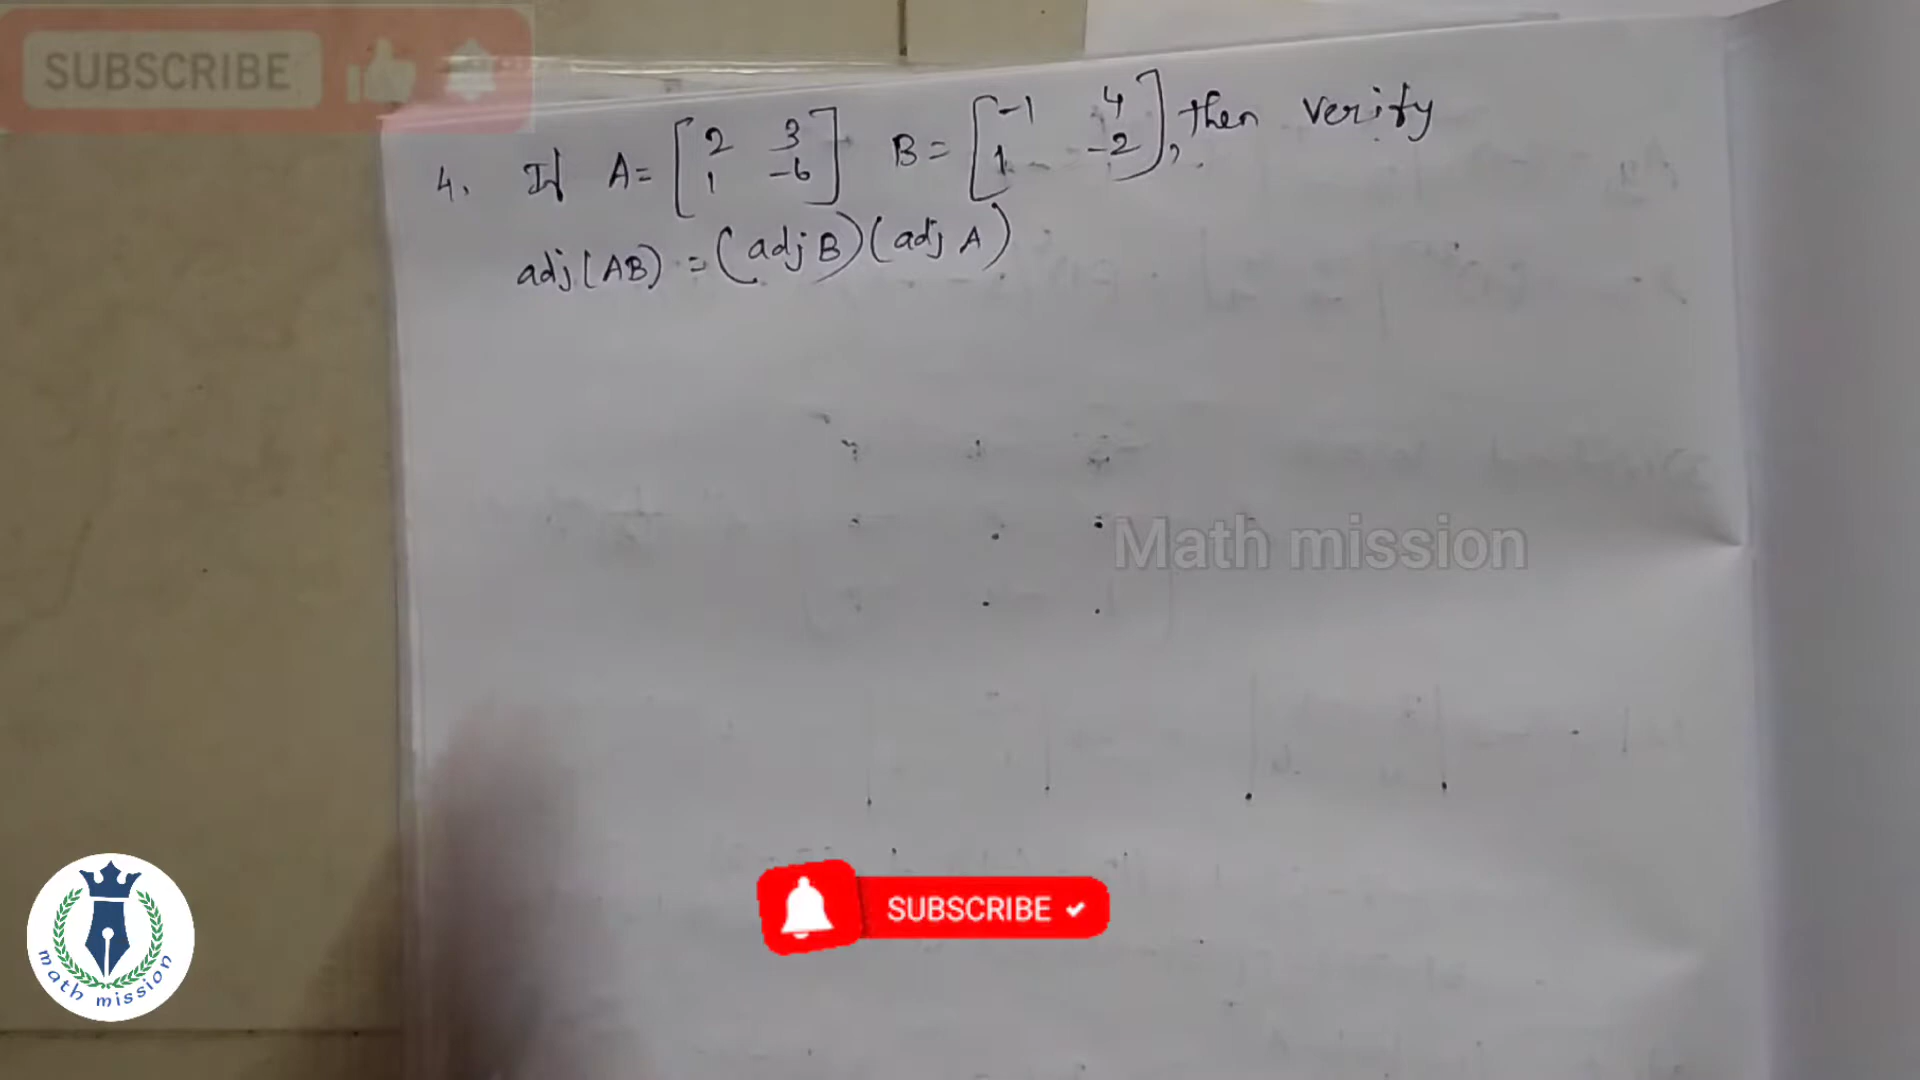 SUBSCRIBE
4. If A = [2 3 B = [-1 4 , then verify
1 -6] 1 -2]
adj(AB) = (adj B)(adj A)
Math mission
SUBSCRIBE
math mission